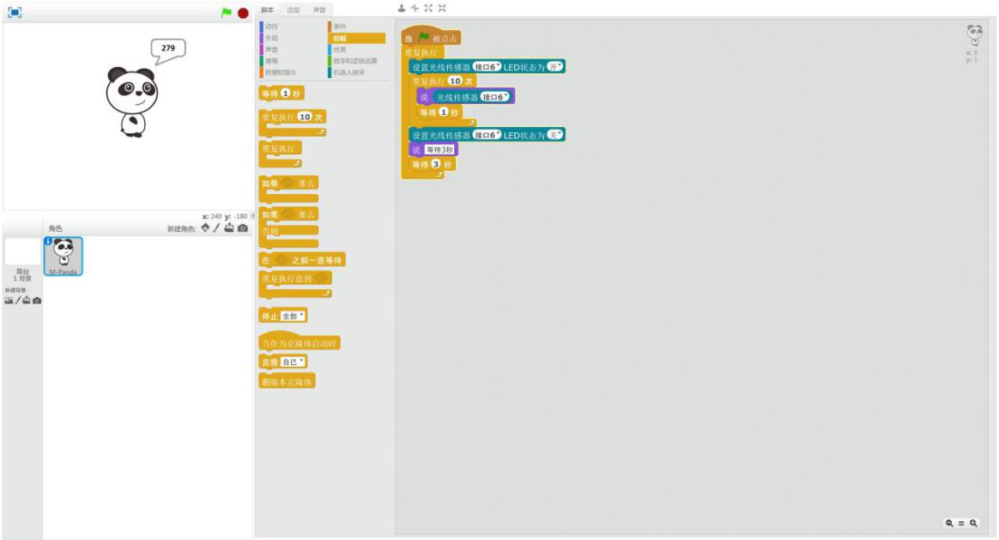 脚本 造型 声音
279
动作 事件
外观 控制
声音 侦测
画笔 数字和逻辑运算
数据和指令 机器人模块
等待 1 秒
重复执行 10 次
重复执行
如果 那么
如果 那么
否则
在 之前一直等待
重复执行直到
停止 全部
当作为克隆体启动时
克隆 自己
删除本克隆体
当 被点击
重复执行
设置光线传感器 接口6 LED状态为 开
重复执行 10 次
说 光线传感器 接口6
等待 1 秒
设置光线传感器 接口6 LED状态为 关
说 等待3秒
等待 3 秒
x: 6
y: 1
x: 240 y: -180
角色 新建角色:
舞台
1 背景
新建背景
M-Panda